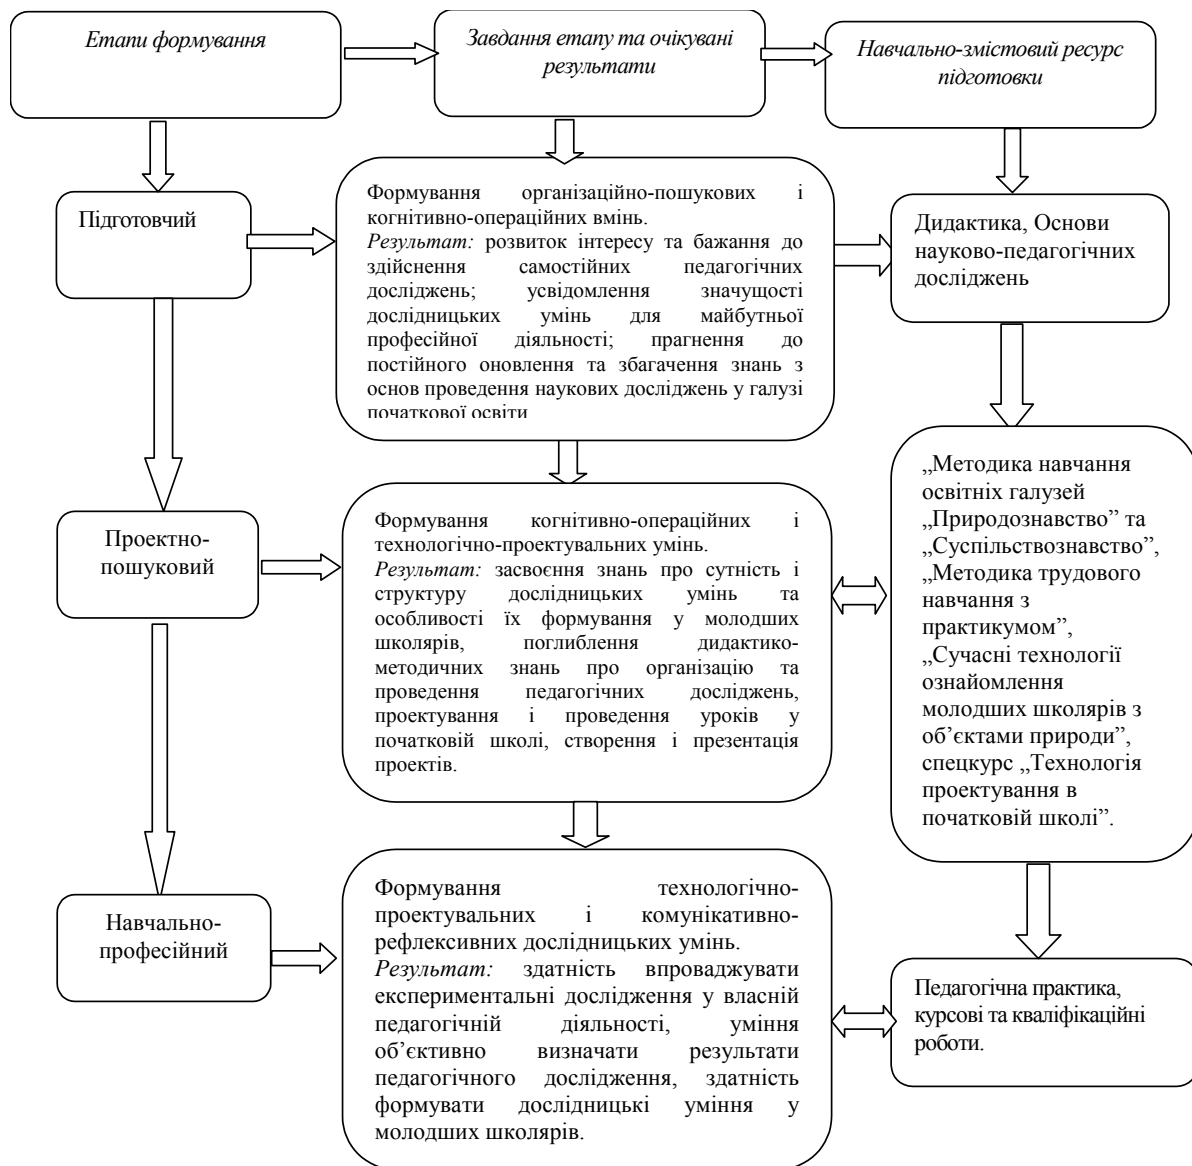 Етапи формування
Завдання етапу та очікувані
результати
Навчально-змістовий ресурс
підготовки
Підготовчий
Формування організаційно-пошукових і
когнітивно-операційних вмінь.
Результат: розвиток інтересу та бажання до
здійснення самостійних педагогічних
досліджень; усвідомлення значущості
дослідницьких умінь для майбутньої
професійної діяльності; прагнення до
постійного оновлення та збагачення знань з
основ проведення наукових досліджень у галузі
початкової освіти
Дидактика, Основи
науково-педагогічних
досліджень
Проектно-
пошуковий
Формування когнітивно-операційних і
технологічно-проектувальних умінь.
Результат: засвоєння знань про сутність і
структуру дослідницьких умінь та
особливості їх формування у молодших
школярів, поглиблення дидактико-
методичних знань про організацію та
проведення педагогічних досліджень,
проектування і проведення уроків у
початковій школі, створення і презентація
проектів.
„Методика навчання
освітніх галузей
„Природознавство” та
„Суспільствознавство”,
„Методика трудового
навчання з
практикумом”,
„Сучасні технології
ознайомлення
молодших школярів з
об’єктами природи”,
спецкурс „Технологія
проектування в
початковій школі”.
Навчально-
професійний
Формування технологічно-
проектувальних і комунікативно-
рефлексивних дослідницьких умінь.
Результат: здатність впроваджувати
експериментальні дослідження у власній
педагогічній діяльності, уміння
об’єктивно визначати результати
педагогічного дослідження, здатність
формувати дослідницькі уміння у
молодших школярів.
Педагогічна практика,
курсові та кваліфікаційні
роботи.